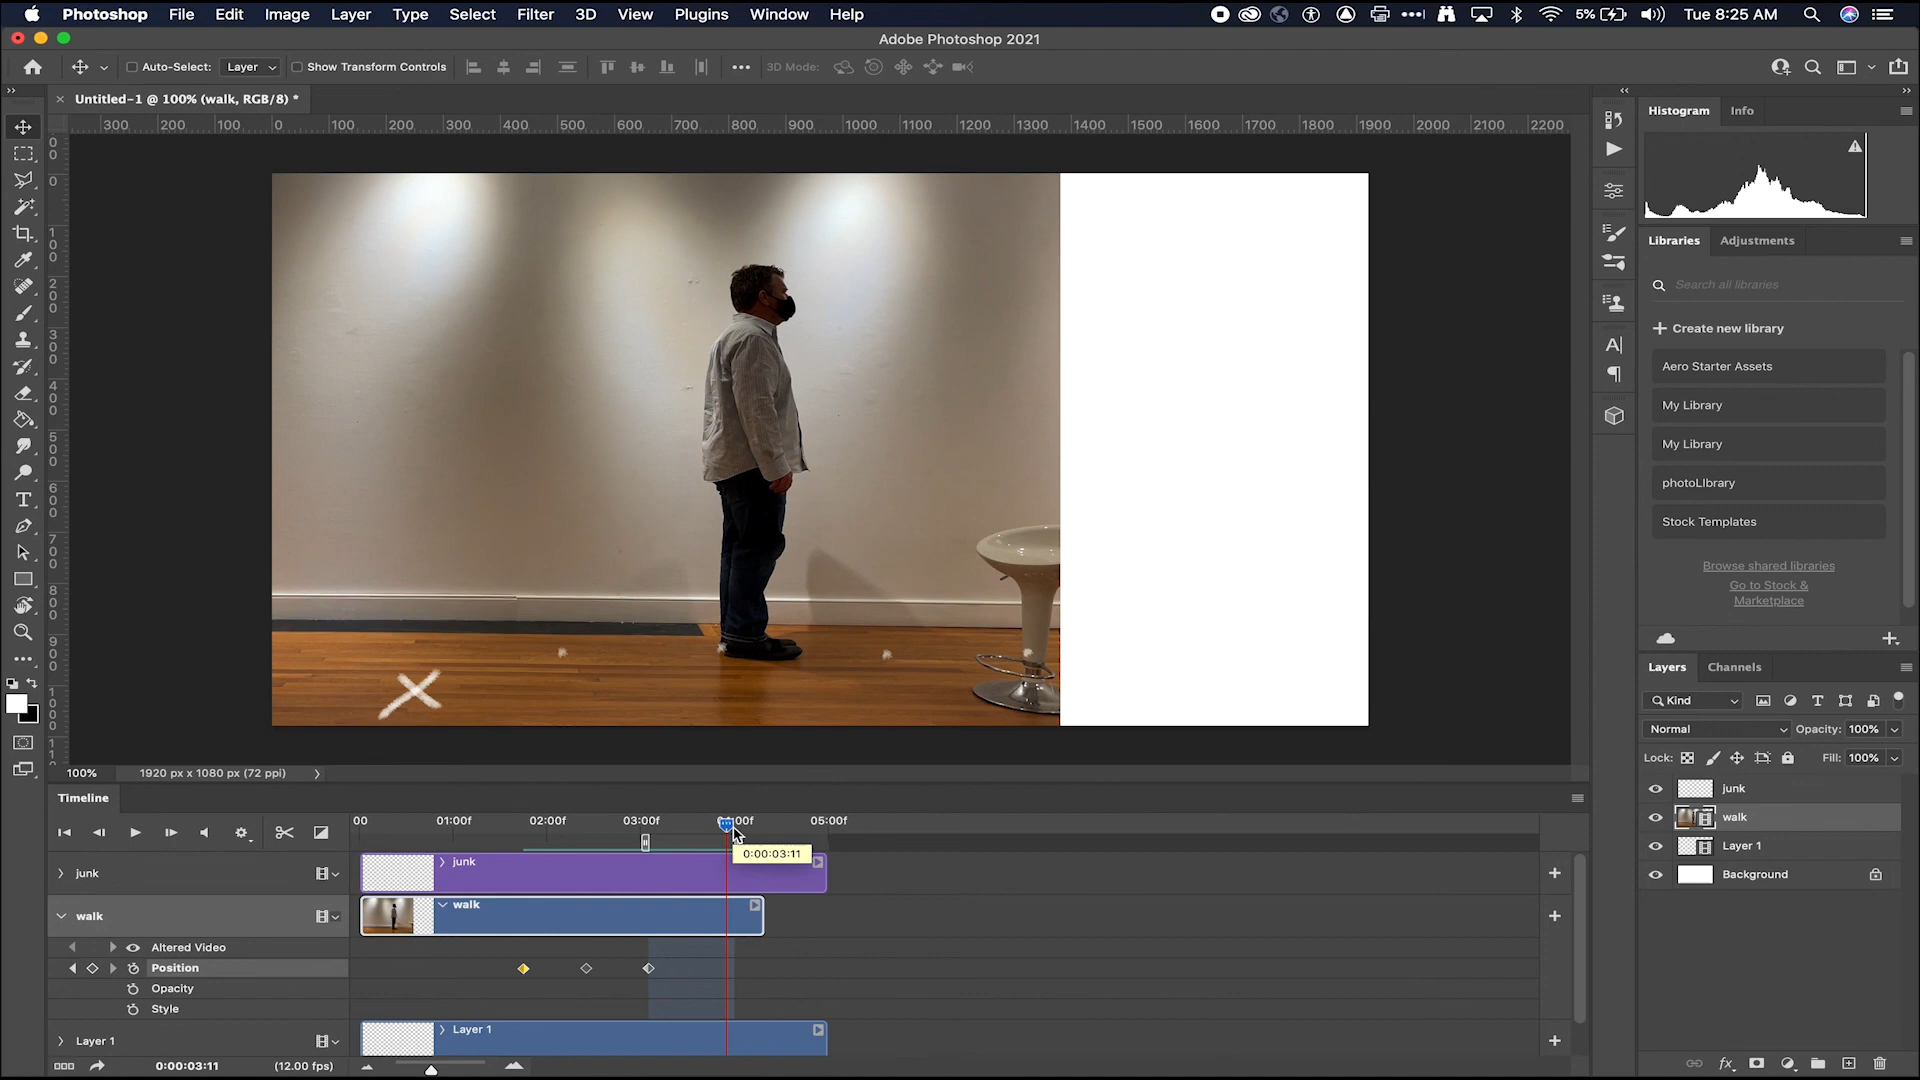 Photoshop File Edit Image Layer Type Select Filter 3D View Plugins Window Help 5% Tue 8:25 AM
Adobe Photoshop 2021
Auto-Select: Layer Show Transform Controls 3D Mode:
Untitled-1 @ 100% (walk, RGB/8) *
300 200 100 0 100 200 300 400 500 600 700 800 900 1000 1100 1200 1300 1400 1500 1600 1700 1800 1900 2000 2100 2200
Histogram Info
Libraries Adjustments
Search all libraries
Create new library
Aero Starter Assets
My Library
My Library
photoLIbrary
Stock Templates
Browse shared libraries
Go to Stock &
Marketplace
Layers Channels
Kind
Normal Opacity: 100%
Lock: Fill: 100%
junk
walk
Layer 1
Background
100% 1920 px x 1080 px (72 ppi)
Timeline
00 01:00f 02:00f 03:00f 05:00f
0:00:03:11
junk junk
walk walk
Altered Video
Position
Opacity
Style
Layer 1 Layer 1
0:00:03:11 (12.00 fps)